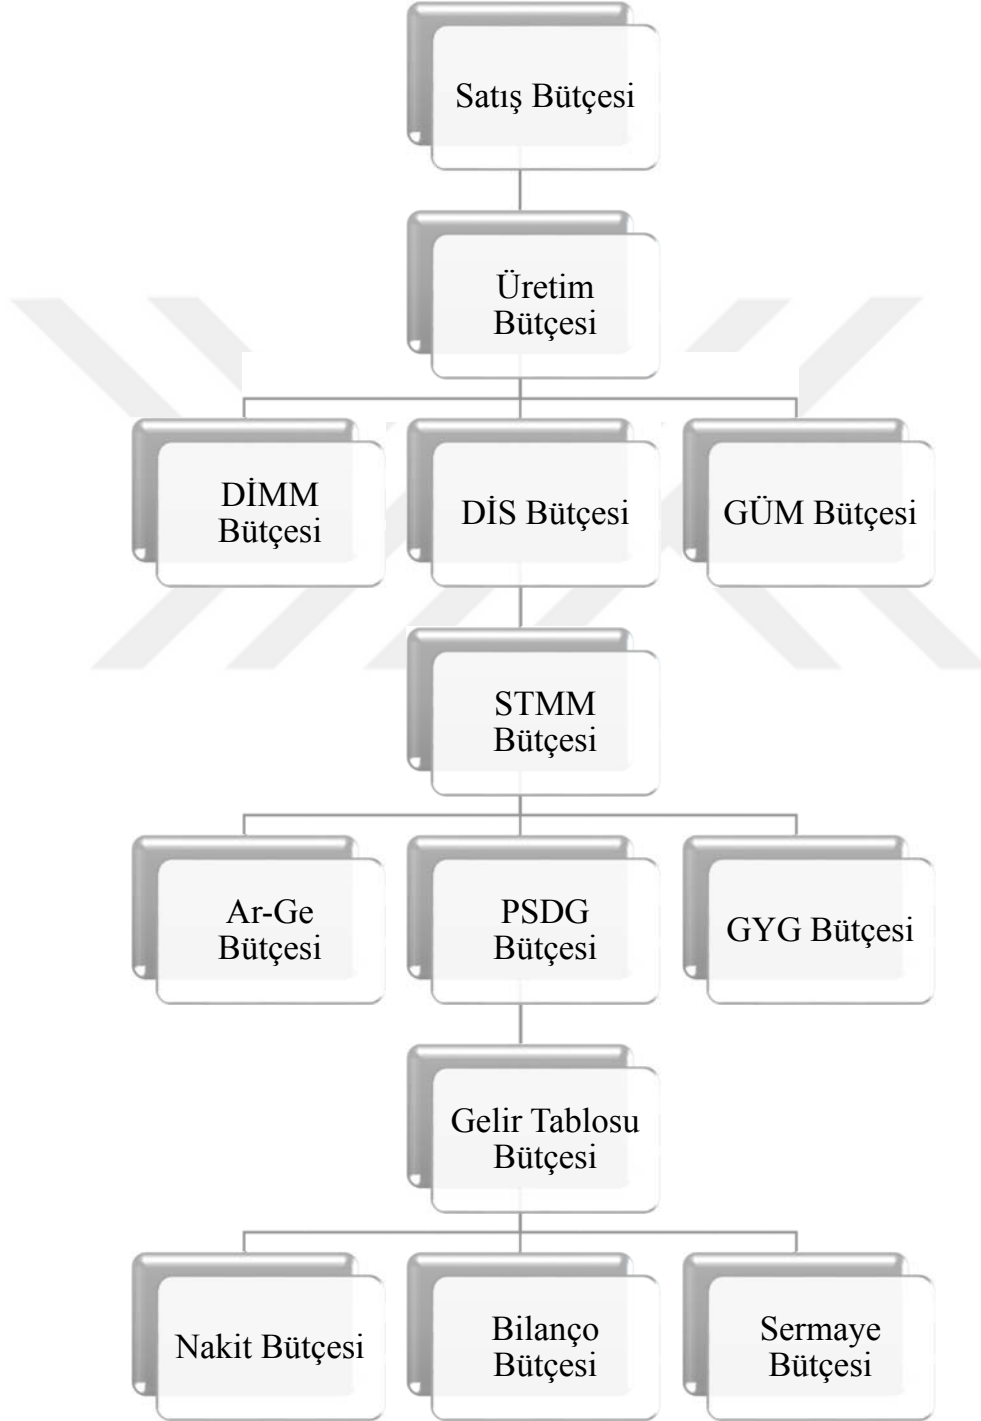 Satış Bütçesi
Üretim
Bütçesi
DİMM
Bütçesi
DİS Bütçesi
GÜM Bütçesi
STMM
Bütçesi
Ar-Ge
Bütçesi
PSDG
Bütçesi
GYG Bütçesi
Gelir Tablosu
Bütçesi
Nakit Bütçesi
Bilanço
Bütçesi
Sermaye
Bütçesi